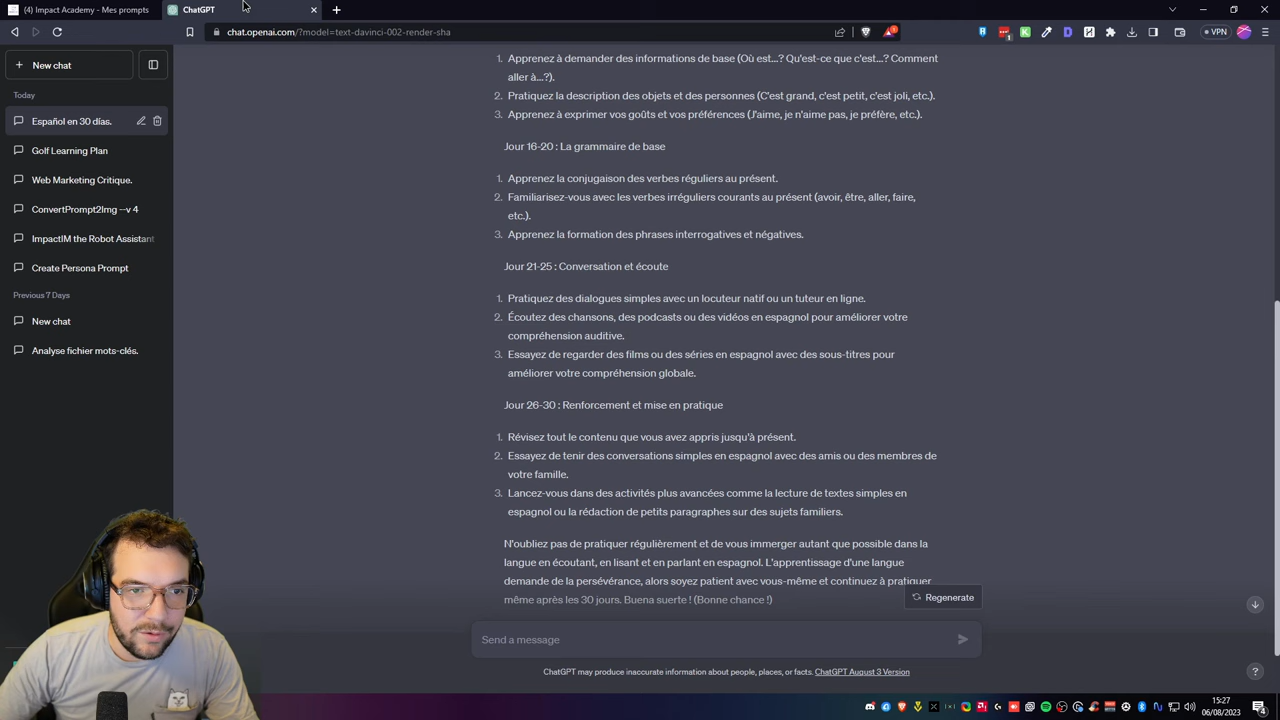 (4) Impact Academy - Mes prompts
ChatGPT
chat.openai.com/?model=text-davinci-002-render-sha
VPN
New chat
Today
Español en 30 días.
Golf Learning Plan
Web Marketing Critique.
ConvertPrompt2Img --v 4
ImpactIM the Robot Assistant
Create Persona Prompt
Previous 7 Days
New chat
Analyse fichier mots-clés.
1. Apprenez à demander des informations de base (Où est...? Qu'est-ce que c'est...? Comment
aller à...?).
2. Pratiquez la description des objets et des personnes (C'est grand, c'est petit, c'est joli, etc.).
3. Apprenez à exprimer vos goûts et vos préférences (J'aime, je n'aime pas, je préfère, etc.).
Jour 16-20 : La grammaire de base
1. Apprenez la conjugaison des verbes réguliers au présent.
2. Familiarisez-vous avec les verbes irréguliers courants au présent (avoir, être, aller, faire,
etc.).
3. Apprenez la formation des phrases interrogatives et négatives.
Jour 21-25 : Conversation et écoute
1. Pratiquez des dialogues simples avec un locuteur natif ou un tuteur en ligne.
2. Écoutez des chansons, des podcasts ou des vidéos en espagnol pour améliorer votre
compréhension auditive.
3. Essayez de regarder des films ou des séries en espagnol avec des sous-titres pour
améliorer votre compréhension globale.
Jour 26-30 : Renforcement et mise en pratique
1. Révisez tout le contenu que vous avez appris jusqu'à présent.
2. Essayez de tenir des conversations simples en espagnol avec des amis ou des membres de
votre famille.
3. Lancez-vous dans des activités plus avancées comme la lecture de textes simples en
espagnol ou la rédaction de petits paragraphes sur des sujets familiers.
N'oubliez pas de pratiquer régulièrement et de vous immerger autant que possible dans la
langue en écoutant, en lisant et en parlant en espagnol. L'apprentissage d'une langue
demande de la persévérance, alors soyez patient avec vous-même et continuez à pratiquer
même après les 30 jours. Buena suerte ! (Bonne chance !)
Regenerate
Send a message
ChatGPT may produce inaccurate information about people, places, or facts. ChatGPT August 3 Version
?
15:27
06/08/2023